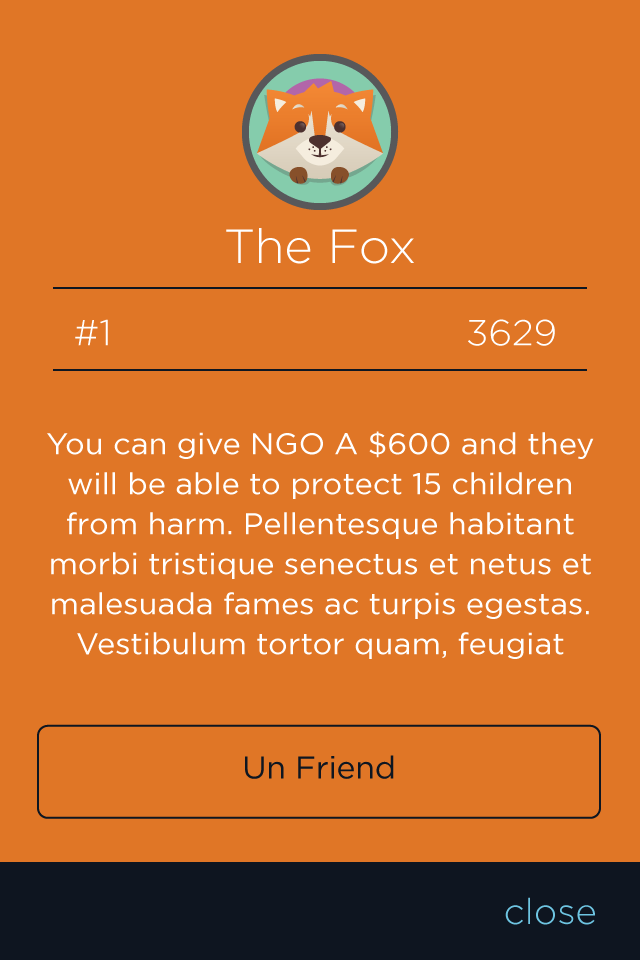 The Fox
#1 3629
You can give NGO A $600 and they
will be able to protect 15 children
from harm. Pellentesque habitant
morbi tristique senectus et netus et
malesuada fames ac turpis egestas.
Vestibulum tortor quam, feugiat
Un Friend
close